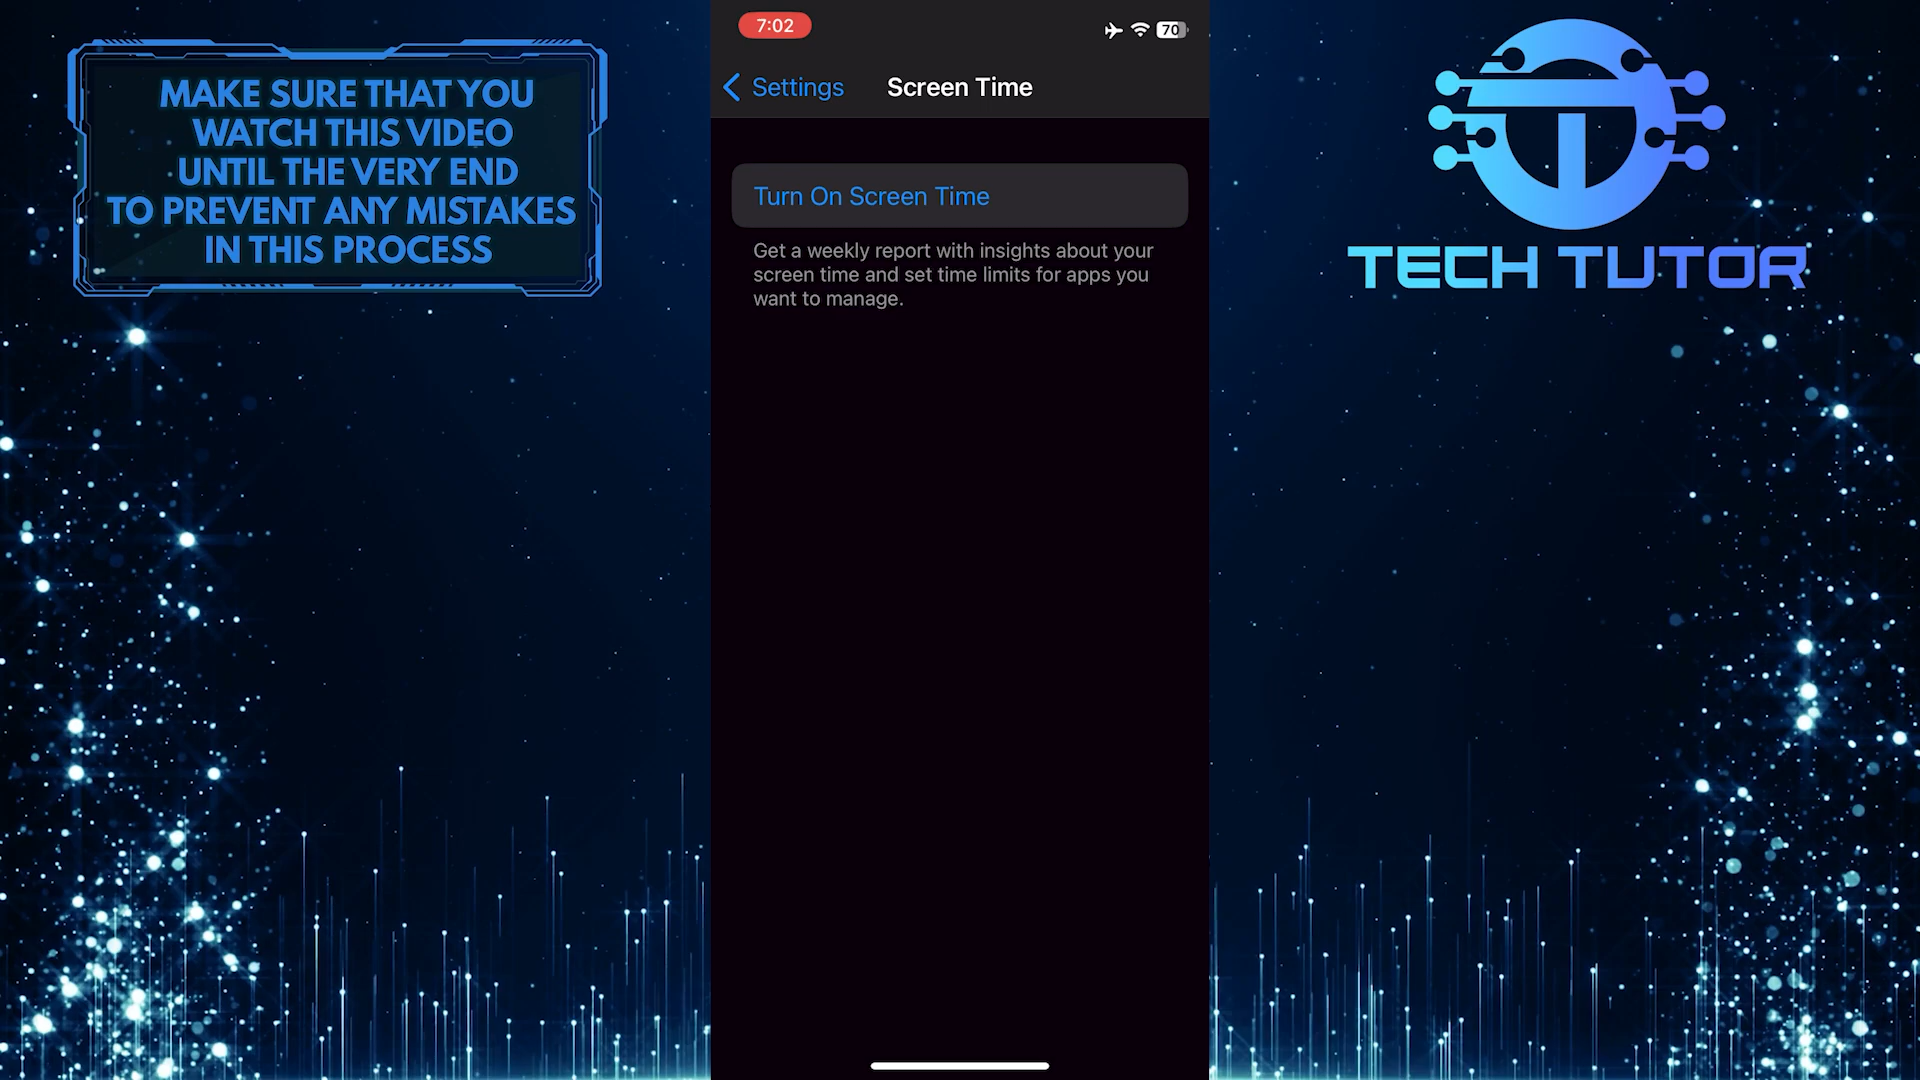 MAKE SURE THAT YOU
WATCH THIS VIDEO
UNTIL THE VERY END
TO PREVENT ANY MISTAKES
IN THIS PROCESS
7:02
70
Settings
Screen Time
Turn On Screen Time
Get a weekly report with insights about your
screen time and set time limits for apps you
want to manage.
TECH TUTOR